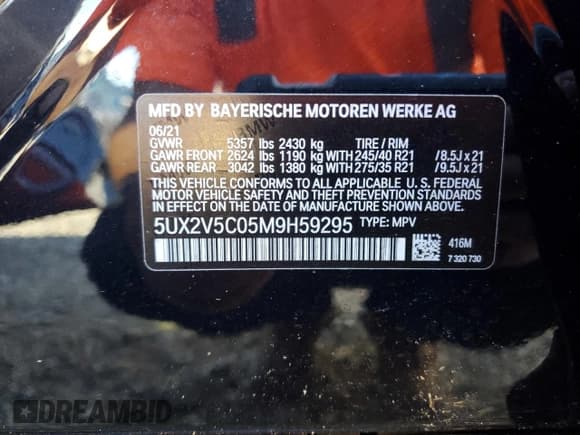 MFD BY BAYERISCHE MOTOREN WERKE AG
06/21
GVWR 5357 lbs 2430 kg TIRE / RIM
GAWR FRONT 2624 lbs 1190 kg WITH 245/40 R21 /8.5J x 21
GAWR REAR 3042 lbs 1380 kg WITH 275/35 R21 /9.5J x 21
THIS VEHICLE CONFORMS TO ALL APPLICABLE U. S. FEDERAL
MOTOR VEHICLE SAFETY AND THEFT PREVENTION STANDARDS
IN EFFECT ON THE DATE OF MANUFACTURE SHOWN ABOVE.
5UX2V5C05M9H59295 TYPE: MPV
416M
7 320 730
DREAMBID